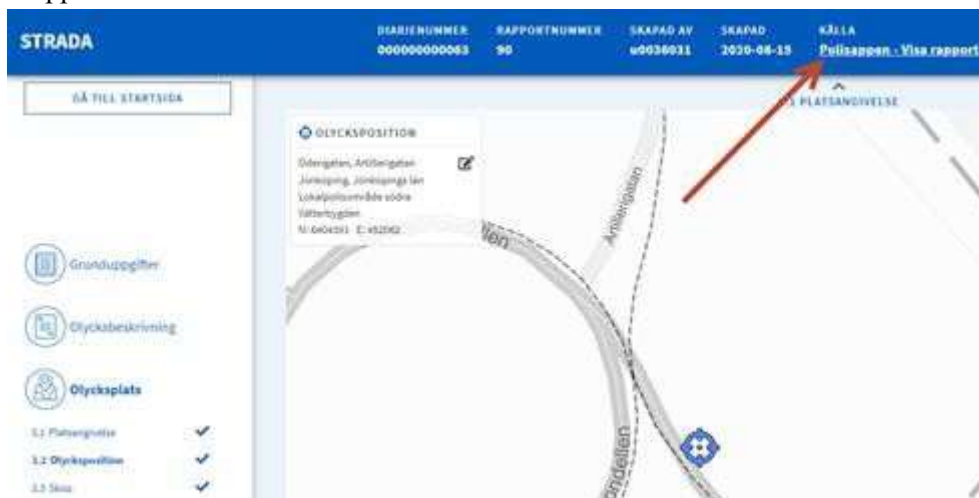 STRADA
DIARIENUMMER
000000000063
RAPPORTNUMMER
90
SKAPAD AV
u0036031
SKAPAD
2020-06-15
KÄLLA
Polisappen - Visa rapport
GÅ TILL STARTSIDA
PLATSANGIVELSE
OLYCKSPOSITION
Odengatan, Artillerigatan
Jönköping, Jönköpings län
Lokalpolisområde södra
Vätterbygden
Artillerigatan
Grunduppgifter
Olycksbeskrivning
Olycksplats
3.1 Platsangivelse
3.2 Olycksposition
3.3 Skiss